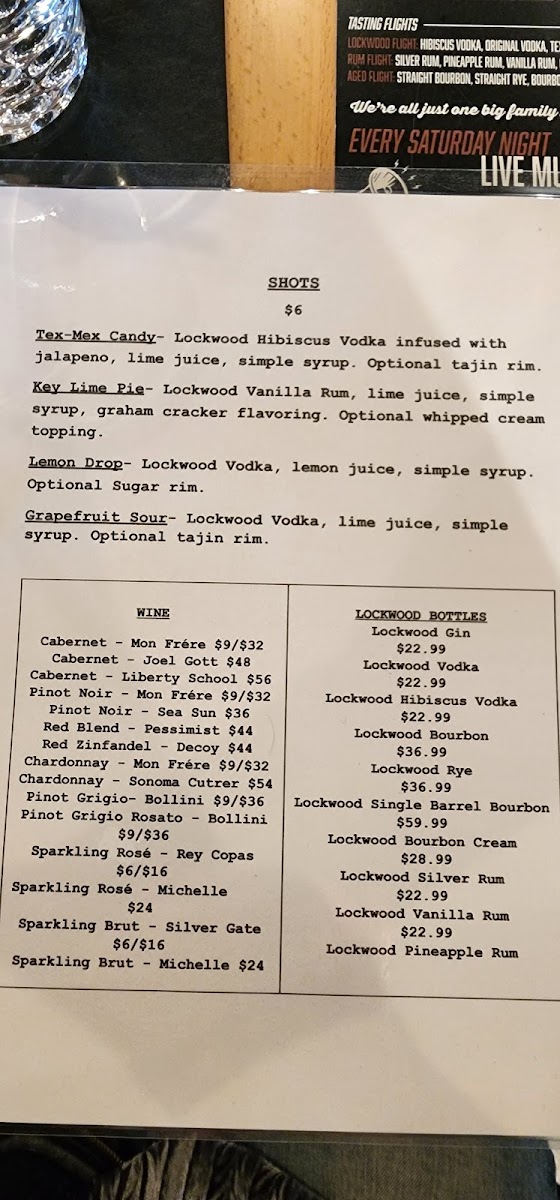 TASTING FLIGHTS
LOCKWOOD FLIGHT: HIBISCUS VODKA, ORIGINAL VODKA,
RUM FLIGHT: SILVER RUM, PINEAPPLE RUM, VANILLA RUM,
AGED FLIGHT: STRAIGHT BOURBON, STRAIGHT RYE,
We're all just one big family
EVERY SATURDAY NIGHT
LIVE
SHOTS
$6
Tex-Mex Candy- Lockwood Hibiscus Vodka infused with
jalapeno, lime juice, simple syrup. Optional tajin rim.
Key Lime Pie- Lockwood Vanilla Rum, lime juice, simple
syrup, graham cracker flavoring. Optional whipped cream
topping.
Lemon Drop- Lockwood Vodka, lemon juice, simple syrup.
Optional Sugar rim.
Grapefruit Sour- Lockwood Vodka, lime juice, simple
syrup. Optional tajin rim.
WINE
Cabernet - Mon Frére $9/$32
Cabernet - Joel Gott $48
Cabernet - Liberty School $56
Pinot Noir - Mon Frére $9/$32
Pinot Noir - Sea Sun $36
Red Blend - Pessimist $44
Red Zinfandel - Decoy $44
Chardonnay - Mon Frére $9/$32
Chardonnay - Sonoma Cutrer $54
Pinot Grigio- Bollini $9/$36
Pinot Grigio Rosato - Bollini
$9/$36
Sparkling Rosé - Rey Copas
$6/$16
Sparkling Rosé - Michelle
$24
Sparkling Brut - Silver Gate
$6/$16
Sparkling Brut - Michelle $24
LOCKWOOD BOTTLES
Lockwood Gin
$22.99
Lockwood Vodka
$22.99
Lockwood Hibiscus Vodka
$22.99
Lockwood Bourbon
$36.99
Lockwood Rye
$36.99
Lockwood Single Barrel Bourbon
$59.99
Lockwood Bourbon Cream
$28.99
Lockwood Silver Rum
$22.99
Lockwood Vanilla Rum
$22.99
Lockwood Pineapple Rum